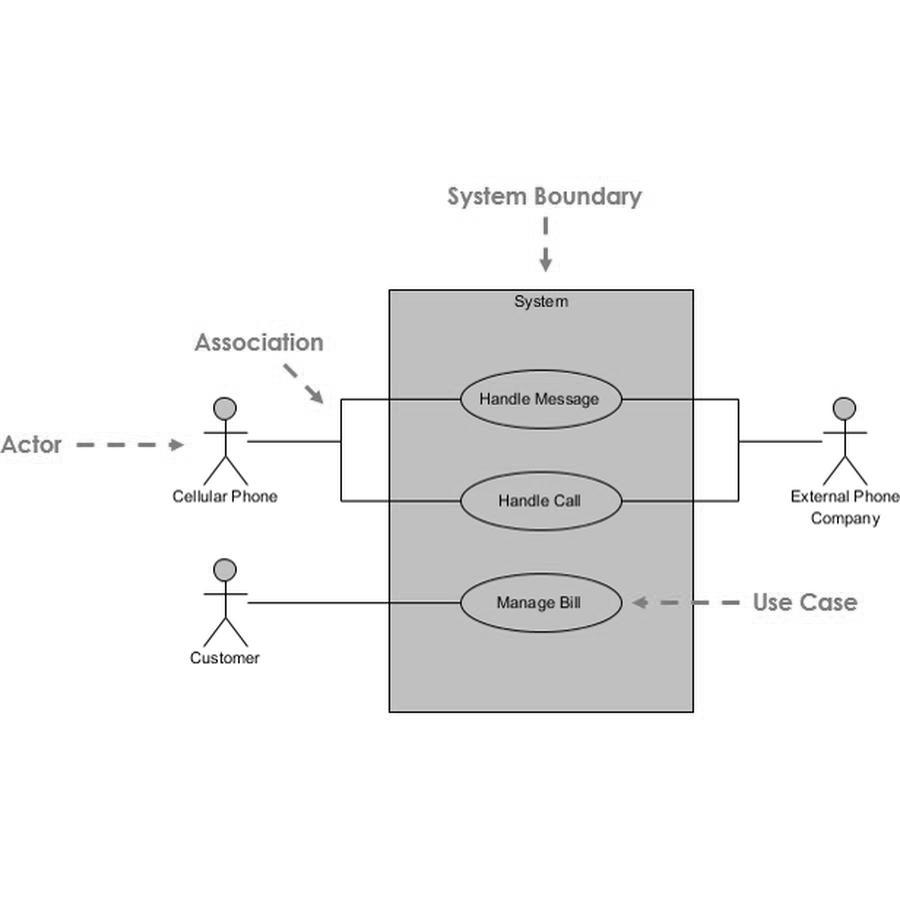 System Boundary
System
Association
Handle Message
Actor
Cellular Phone
Handle Call
External Phone
Company
Manage Bill
Use Case
Customer